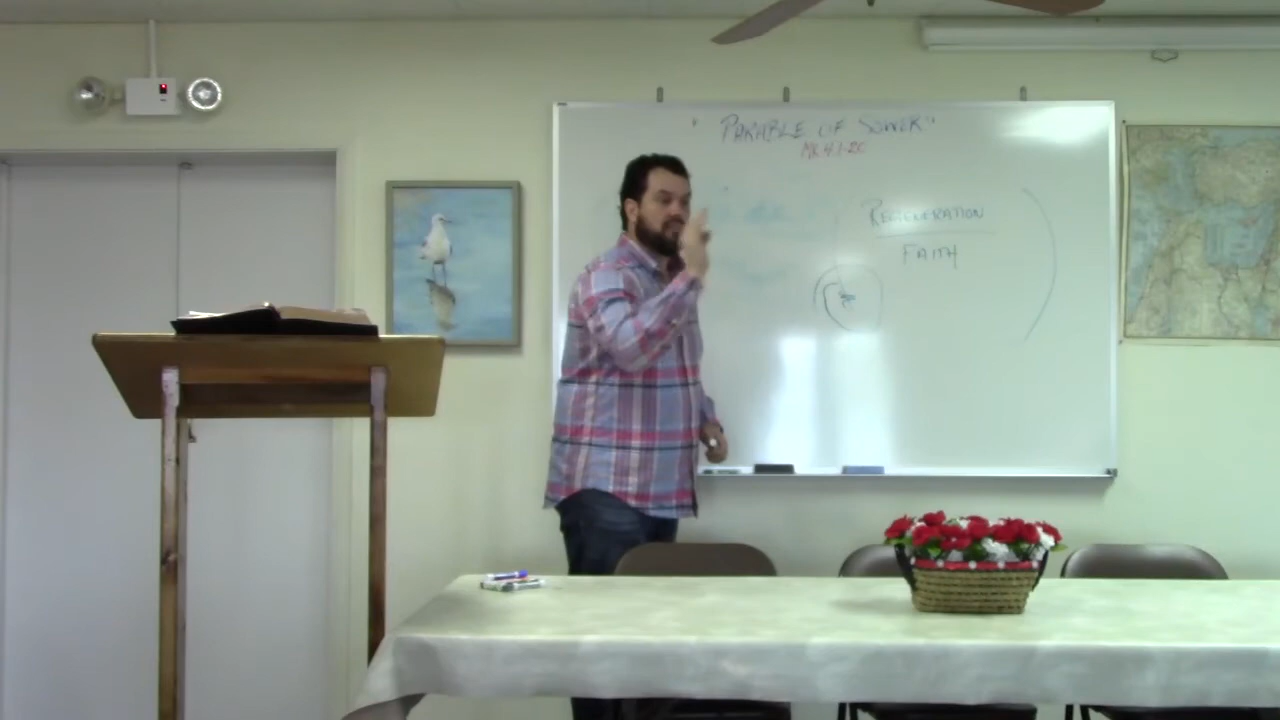 "PARABLE OF SOWER"
MK 4:1-20
REGENERATION
FAITH